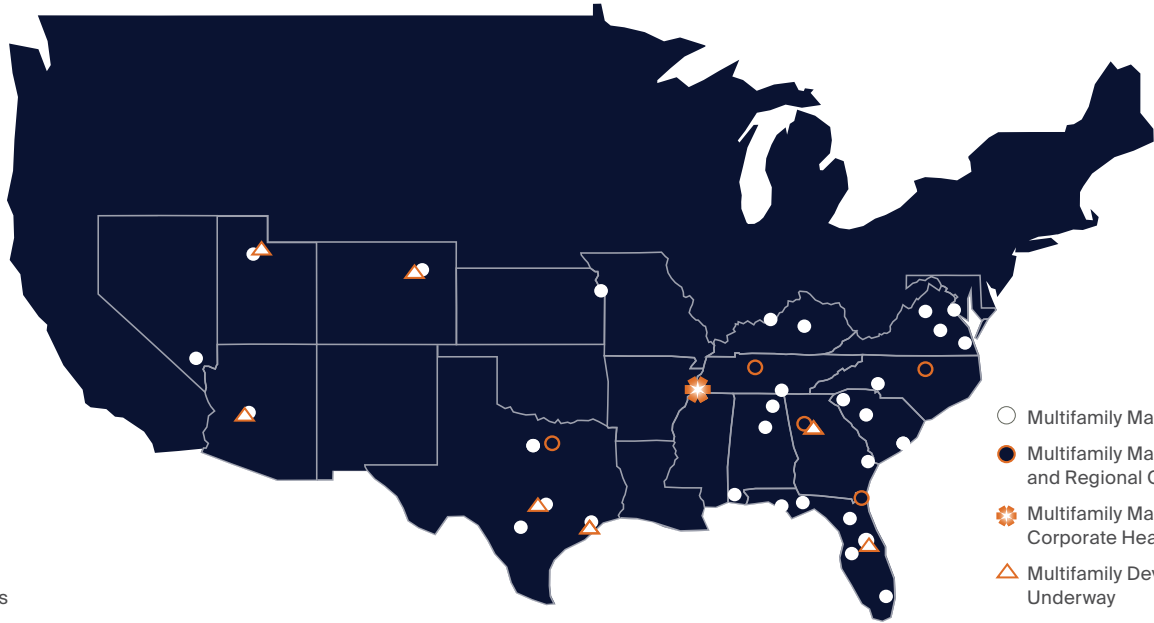 Multifamily Ma
Multifamily Ma
and Regional
Multifamily Ma
Corporate Hea
Multifamily Dev
Underway
s